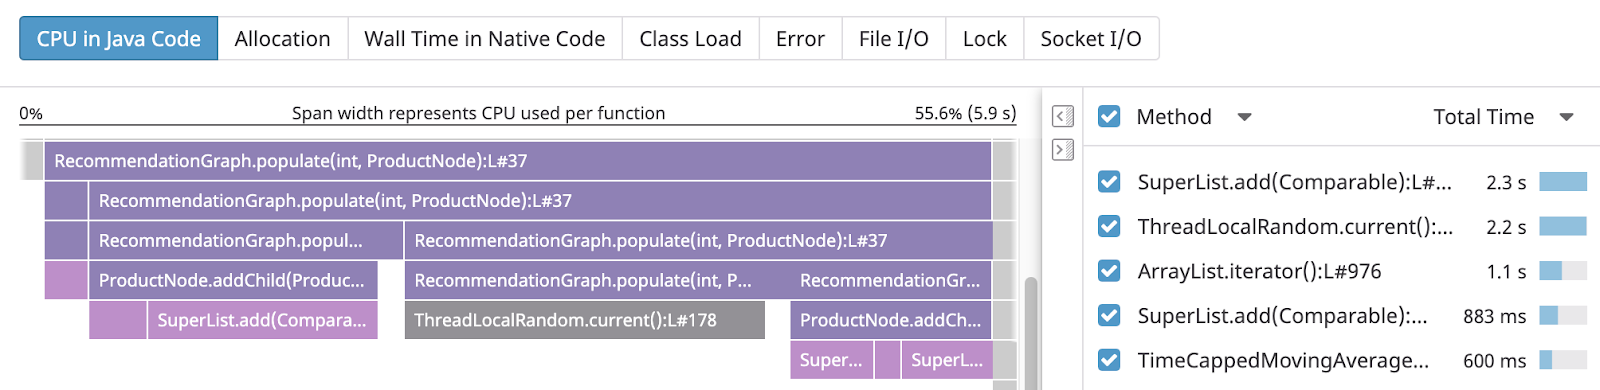 CPU in Java Code Allocation Wall Time in Native Code Class Load Error File I/O Lock Socket I/O
0% Span width represents CPU used per function 55.6% (5.9 s)
RecommendationGraph.populate(int, ProductNode):L#37
RecommendationGraph.populate(int, ProductNode):L#37
RecommendationGraph.popul... RecommendationGraph.populate(int, ProductNode):L#37
ProductNode.addChild(Produc... RecommendationGraph.populate(int, P... RecommendationGr...
SuperList.add(Compara... ThreadLocalRandom.current():L#178 ProductNode.addCh...
Super... SuperL...
Method Total Time
SuperList.add(Comparable):L#... 2.3 s
ThreadLocalRandom.current():... 2.2 s
ArrayList.iterator():L#976 1.1 s
SuperList.add(Comparable):... 883 ms
TimeCappedMovingAverage... 600 ms